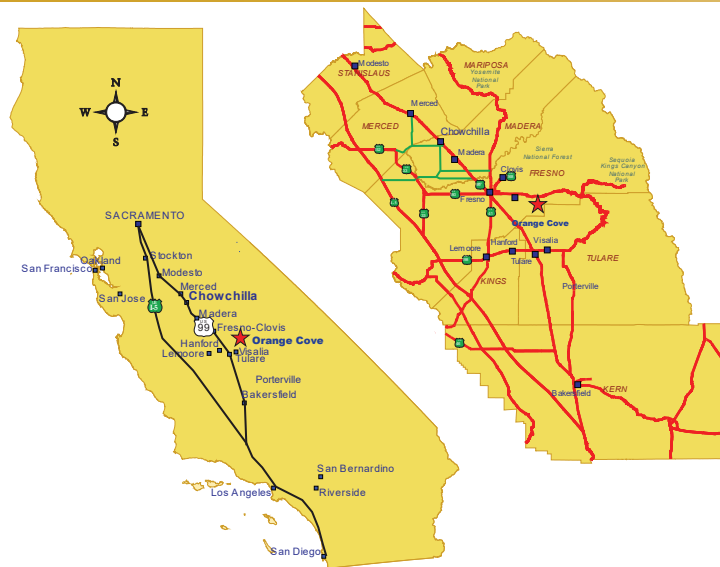 N
W E
S
SACRAMENTO
Stockton
Oakland
San Francisco
Modesto
San Jose
Merced
Chowchilla
Madera
99
Fresno-Clovis
Orange Cove
Hanford
Lemoore
Visalia
Tulare
Porterville
Bakersfield
San Bernardino
Los Angeles
Riverside
San Diego
Modesto
STANISLAUS
MARIPOSA
Yosemite
National
Park
Merced
MERCED
Chowchilla
MADERA
Madera
Sierra
National Forest
Sequoia
Kings Canyon
National
Park
Clovis
FRESNO
Fresno
Orange Cove
Lemoore
Hanford
Visalia
Tulare
TULARE
KINGS
Porterville
Bakersfield
KERN